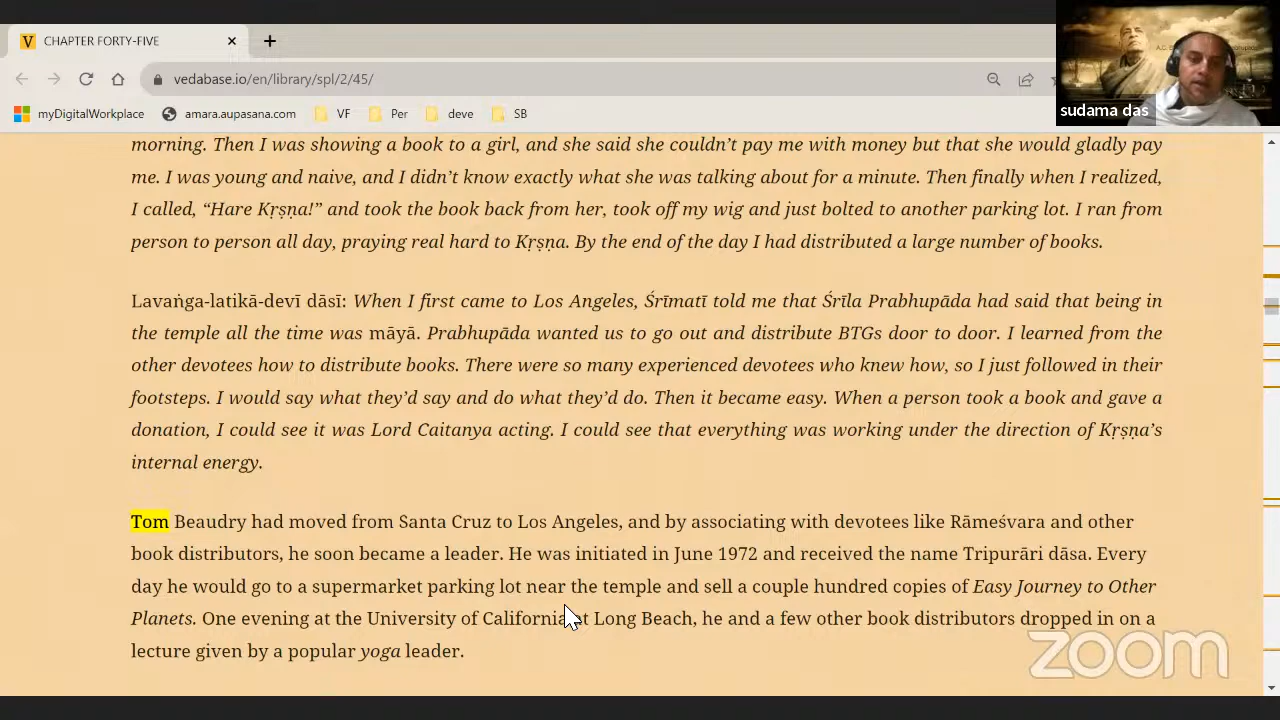 CHAPTER FORTY-FIVE
vedabase.io/en/library/spl/2/45/
myDigitalWorkplace
amara.aupasana.com
VF
Per
deve
SB
sudama das
morning. Then I was showing a book to a girl, and she said she couldn’t pay me with money but that she would gladly pay
me. I was young and naive, and I didn’t know exactly what she was talking about for a minute. Then finally when I realized,
I called, “Hare Kṛṣṇa!” and took the book back from her, took off my wig and just bolted to another parking lot. I ran from
person to person all day, praying real hard to Kṛṣṇa. By the end of the day I had distributed a large number of books.
Lavaṅga-latikā-devī dāsī: When I first came to Los Angeles, Śrīmatī told me that Śrīla Prabhupāda had said that being in
the temple all the time was māyā. Prabhupāda wanted us to go out and distribute BTGs door to door. I learned from the
other devotees how to distribute books. There were so many experienced devotees who knew how, so I just followed in their
footsteps. I would say what they’d say and do what they’d do. Then it became easy. When a person took a book and gave a
donation, I could see it was Lord Caitanya acting. I could see that everything was working under the direction of Kṛṣṇa’s
internal energy.
Tom Beaudry had moved from Santa Cruz to Los Angeles, and by associating with devotees like Rāmeśvara and other
book distributors, he soon became a leader. He was initiated in June 1972 and received the name Tripurāri dāsa. Every
day he would go to a supermarket parking lot near the temple and sell a couple hundred copies of Easy Journey to Other
Planets. One evening at the University of California at Long Beach, he and a few other book distributors dropped in on a
lecture given by a popular yoga leader.
zoom